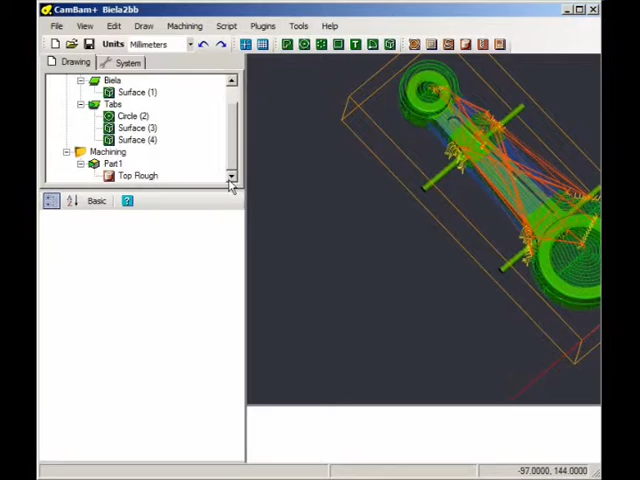 CamBam+ Biela2bb
File View Edit Draw Machining Script Plugins Tools Help
Units Millimeters
Drawing System
Biela
Surface (1)
Tabs
Circle (2)
Surface (3)
Surface (4)
Machining
Part1
Top Rough
Basic
-97.0000, 144.0000